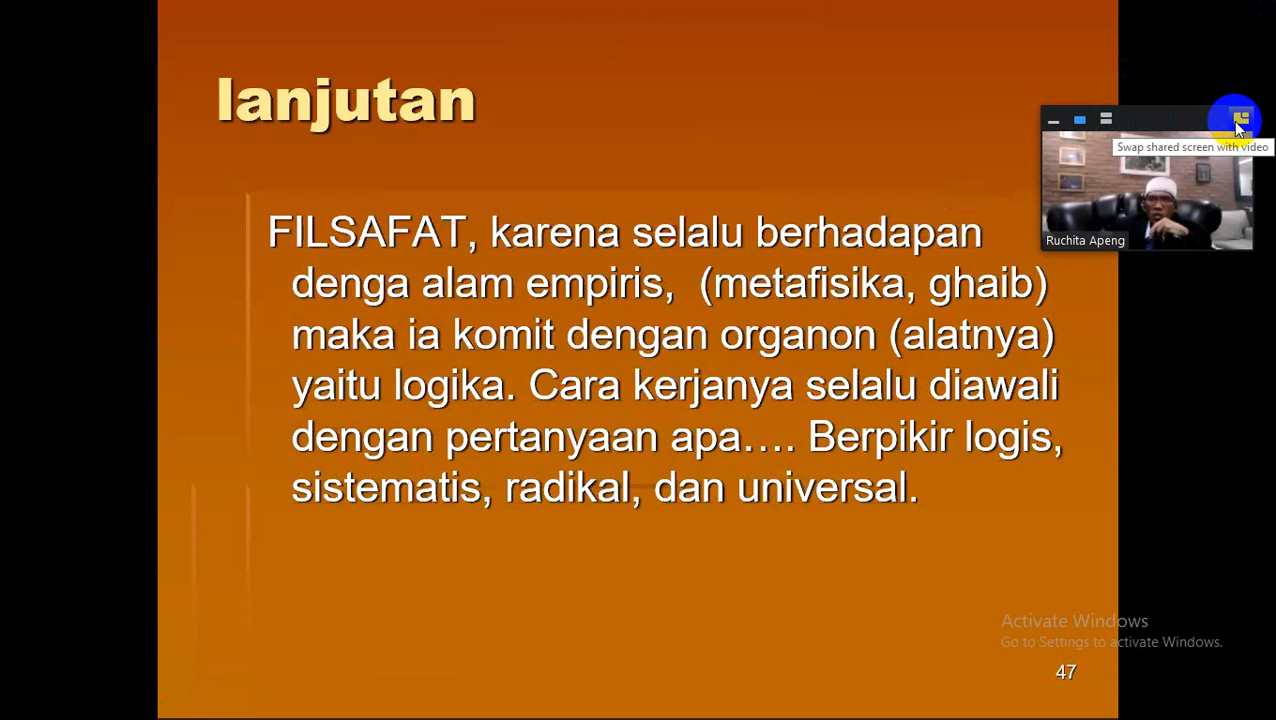 lanjutan
Swap shared screen with video
Ruchita Apeng
FILSAFAT, karena selalu berhadapan
denga alam empiris,  (metafisika, ghaib)
maka ia komit dengan organon (alatnya)
yaitu logika. Cara kerjanya selalu diawali
dengan pertanyaan apa…. Berpikir logis,
sistematis, radikal, dan universal.
Activate Windows
Go to Settings to activate Windows.
47